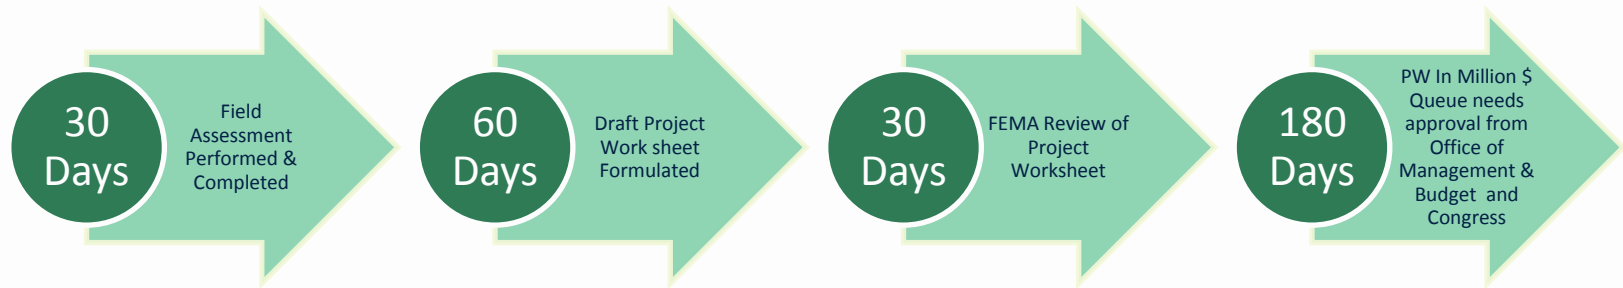 30
Days
Field
Assessment
Performed &
Completed
60
Days
Draft Project
Work sheet
Formulated
30
Days
FEMA Review of
Project
Worksheet
180
Days
PW In Million $
Queue needs
approval from
Office of
Management &
Budget  and
Congress